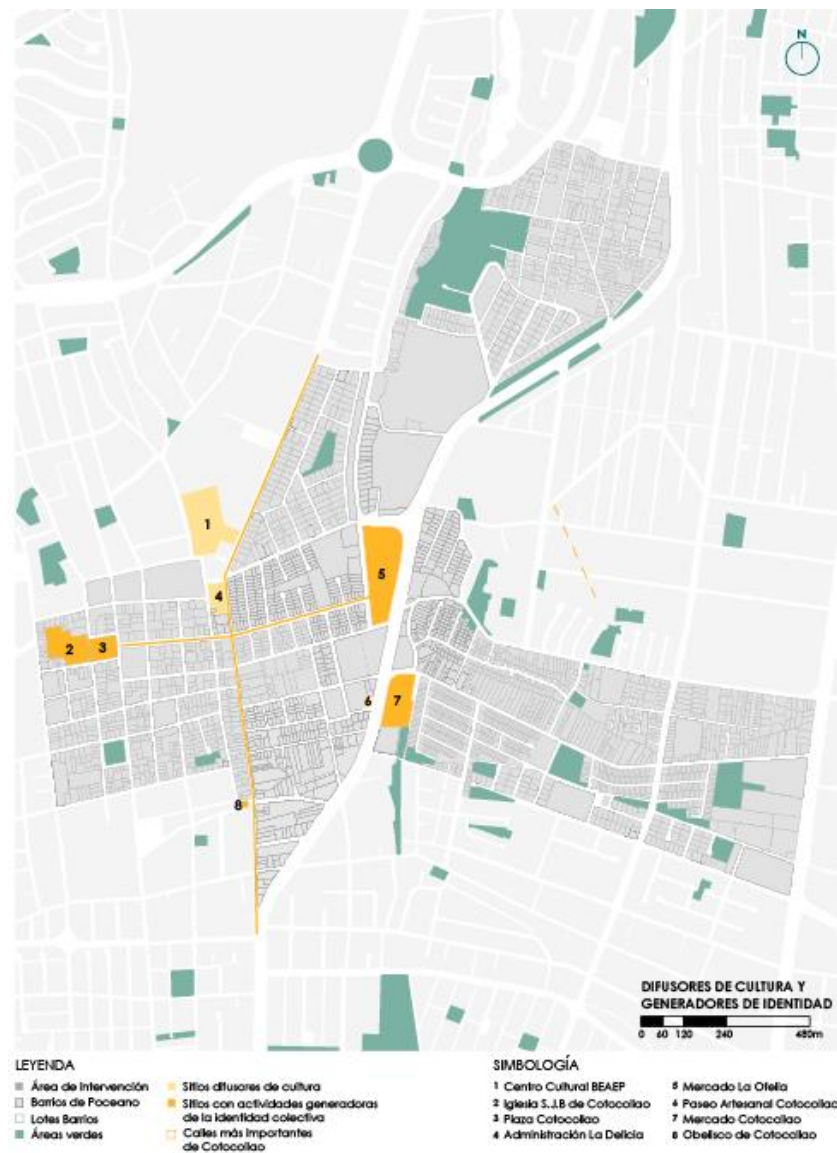 N
1
2
3
4
5
6
7
8
DIFUSORES DE CULTURA Y
GENERADORES DE IDENTIDAD
0 60 120 240 480m
LEYENDA
Área de Intervención
Barrios de Poceano
Lotes Barrios
Áreas verdes
Sitios difusores de cultura
Sitios con actividades generadoras
de la identidad colectiva
Calles más importantes
de Cotocollao
SIMBOLOGÍA
1 Centro Cultural BEAEP
2 Iglesia S.J.B de Cotocollao
3 Plaza Cotocollao
4 Administración La Delicia
5 Mercado La Ofelia
6 Paseo Artesanal Cotocollao
7 Mercado Cotocollao
8 Obelisco de Cotocollao